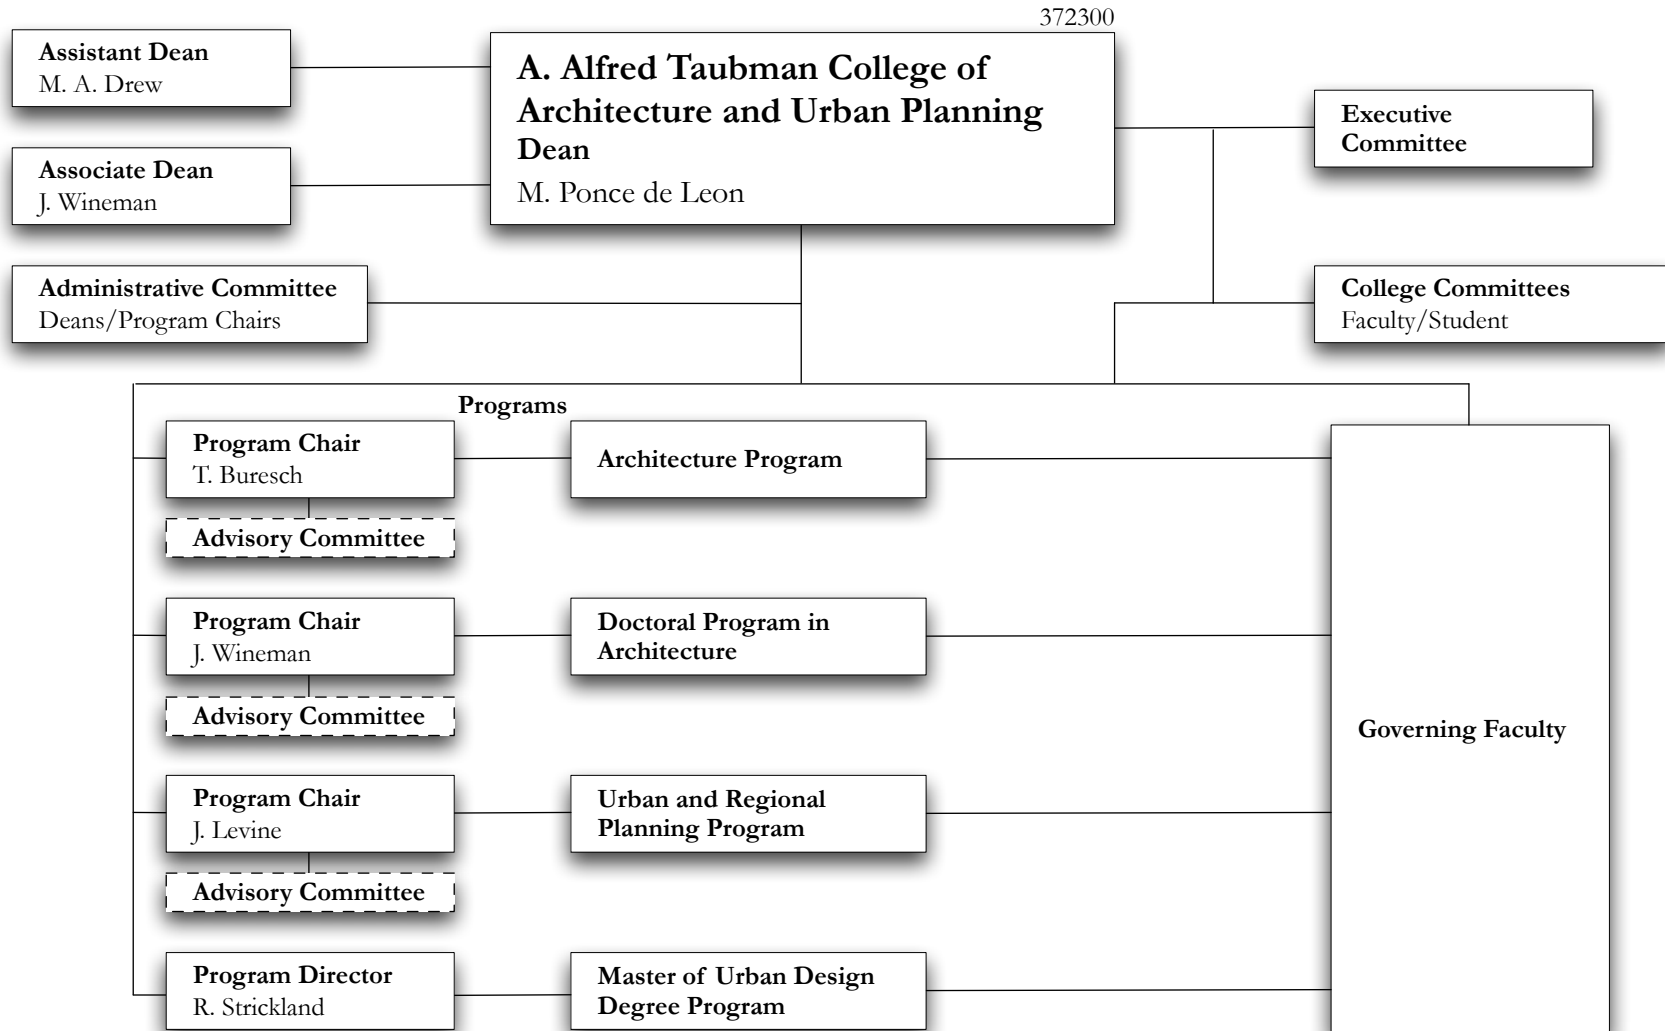 372300
Assistant Dean
M. A. Drew
A. Alfred Taubman College of
Architecture and Urban Planning
Dean
M. Ponce de Leon
Executive
Committee
Associate Dean
J. Wineman
Administrative Committee
Deans/Program Chairs
College Committees
Faculty/Student
Programs
Program Chair
T. Buresch
Architecture Program
Advisory Committee
Program Chair
J. Wineman
Doctoral Program in
Architecture
Advisory Committee
Governing Faculty
Program Chair
J. Levine
Urban and Regional
Planning Program
Advisory Committee
Program Director
R. Strickland
Master of Urban Design
Degree Program